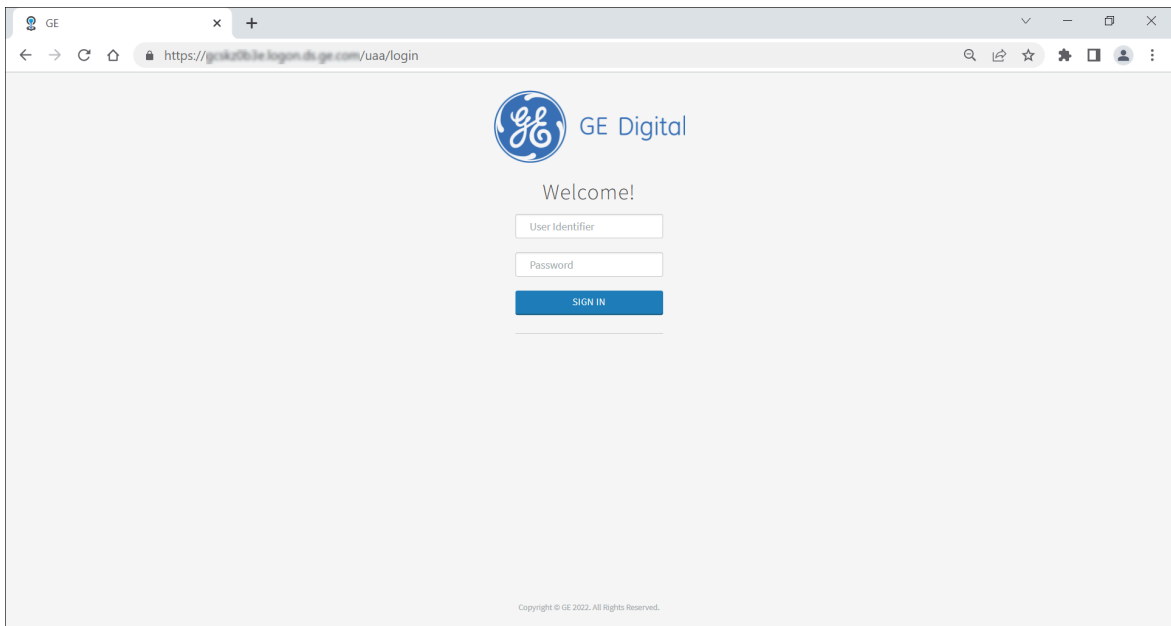 GE
https:// /uaa/login
GE Digital
Welcome!
User Identifier
Password
SIGN IN
Copyright © GE 2022. All Rights Reserved.